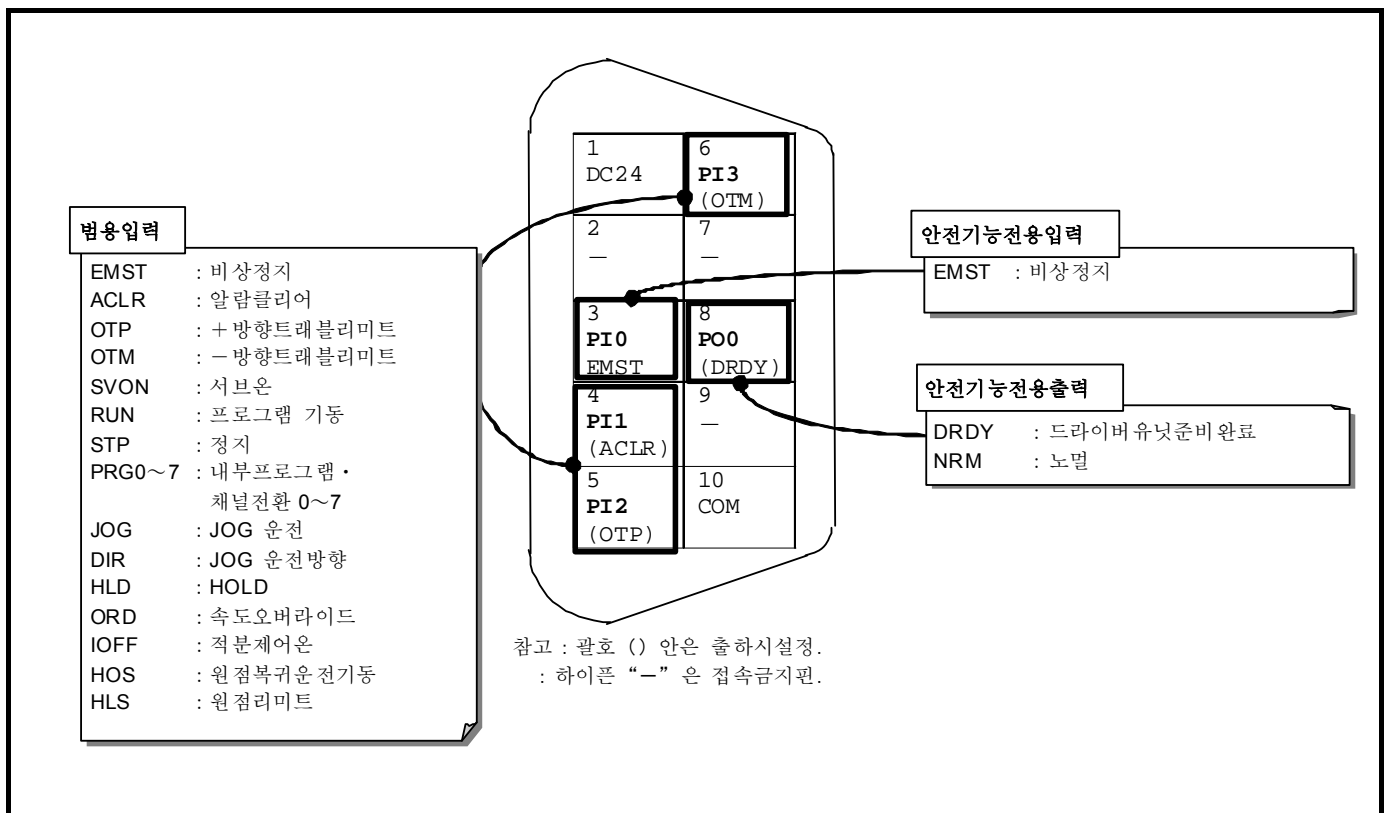 범용입력
EMST : 비상정지
ACLR : 알람클리어
OTP : ＋방향트래블리미트
OTM : －방향트래블리미트
SVON : 서브온
RUN : 프로그램 기동
STP : 정지
PRG0～7 : 내부프로그램・
채널전환 0～7
JOG : JOG 운전
DIR : JOG 운전방향
HLD : HOLD
ORD : 속도오버라이드
IOFF : 적분제어온
HOS : 원점복귀운전기동
HLS : 원점리미트
1
DC24
6
PI3
(OTM)
2
－
7
－
3
PI0
EMST
8
PO0
(DRDY)
4
PI1
(ACLR)
9
－
5
PI2
(OTP)
10
COM
참고 : 괄호 () 안은 출하시설정.
: 하이픈 “－” 은 접속금지핀.
안전기능전용입력
EMST : 비상정지
안전기능전용출력
DRDY : 드라이버유닛준비완료
NRM : 노멀